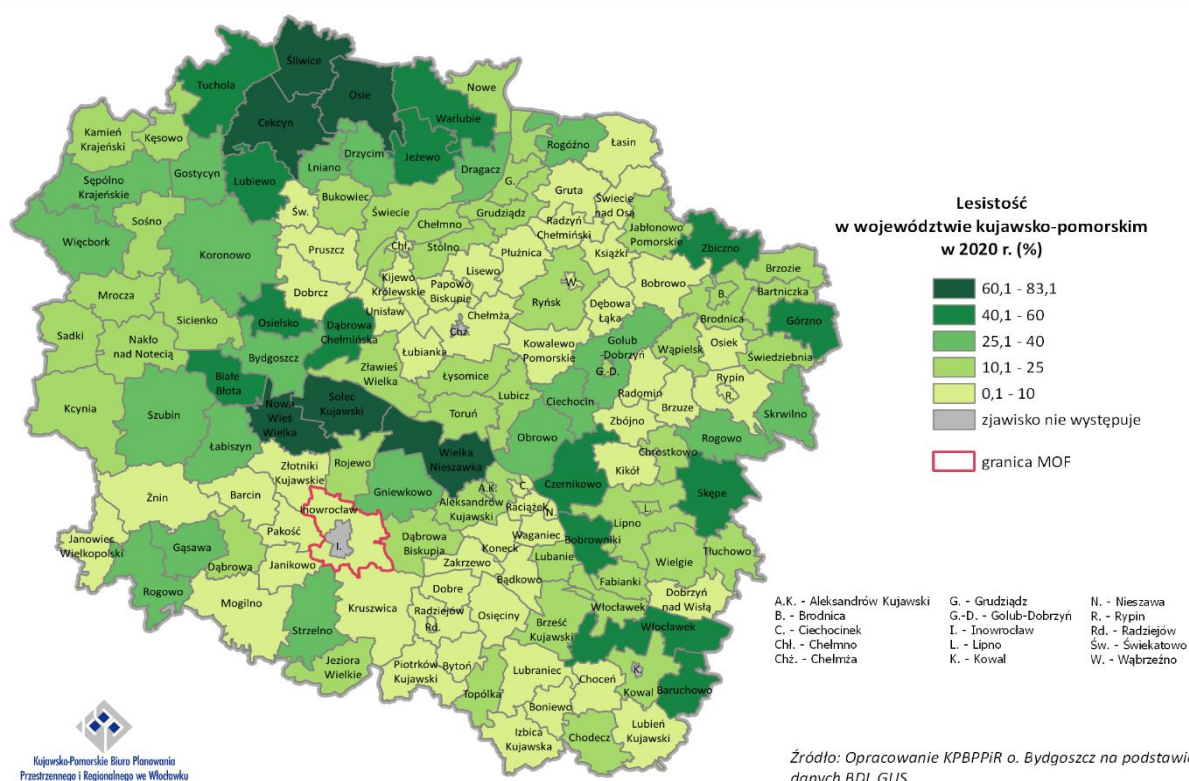 Śliwice
Tuchola
Osie
Nowe
Cekcyn
Warlubie
Kamień
Krajeński
Kęsowo
Jeżewo
Rogóźno
Łasin
Gostycyn
Lubiewo
Lniano
Drzycim
Dragacz
Sępólno
Krajeńskie
G.
Gruta
Świecie
nad Osą
Bukowiec
Św.
Świecie
Chełmno
Grudziądz
Radzyń
Chełmiński
Jabłonowo
Pomorskie
Zbiczno
Sośno
Więcbork
Koronowo
Pruszcz
Chł.
Stolno
Płużnica
Książki
Brzozie
Bartniczka
Kijewo
Królewskie
Lisewo
Papowo
Biskupie
W.
Bobrowo
B.
Brodnica
Górzno
Mrocza
Dobrcz
Unisław
Chełmża
Ryńsk
Dębowa
Łąka
Sicienko
Osielsko
Dąbrowa
Chełmińska
Chż.
Osiek
Sadki
Nakło
nad Notecią
Bydgoszcz
Łubianka
Kowalewo
Pomorskie
Golub
-Dobrzyń
G.-D.
Wąpielsk
Świedziebnia
Zławieś
Wielka
Łysomice
Rypin
R.
Białe
Błota
Solec
Kujawski
Lubicz
Ciechocin
Radomin
Brzuze
Kcynia
Szubin
Nowa
Wieś
Wielka
Toruń
Zbójno
Skrwilno
Łabiszyn
Obrowo
Rogowo
Wielka
Nieszawka
Chrostkowo
Złotniki
Kujawskie
Rojewo
Czernikowo
Kikół
Żnin
Barcin
Gniewkowo
A.K.
C.
Skępe
Aleksandrów
Kujawski
Raciążek
N.
L.
Inowrocław
Lipno
Janowiec
Wielkopolski
Gąsawa
Pakość
I.
Dąbrowa
Biskupia
Waganiec
Bobrowniki
Koneck
Lubanie
Tłuchowo
Dąbrowa
Janikowo
Zakrzewo
Wielgie
Rogowo
Bądkowo
Fabianki
Mogilno
Kruszwica
Dobre
Dobrzyń
nad Wisłą
Strzelno
Radziejów
Rd.
Osięciny
Włocławek
Brześć
Kujawski
Włocławek
Jeziora
Wielkie
Piotrków
Kujawski
Bytoń
Lubraniec
Choceń
K.
Kowal
Baruchowo
Topólka
Boniewo
Izbica
Kujawska
Chodecz
Lubień
Kujawski
Lesistość
w województwie kujawsko-pomorskim
w 2020 r. (%)
60,1 - 83,1
40,1 - 60
25,1 - 40
10,1 - 25
0,1 - 10
zjawisko nie występuje
granica MOF
A.K. - Aleksandrów Kujawski
B. - Brodnica
C. - Ciechocinek
Chł. - Chełmno
Chż. - Chełmża
G. - Grudziądz
G.-D. - Golub-Dobrzyń
I. - Inowrocław
L. - Lipno
K. - Kowal
N. - Nieszawa
R. - Rypin
Rd. - Radziejów
Św. - Świekatowo
W. - Wąbrzeźno
Kujawsko-Pomorskie Biuro Planowania
Przestrzennego i Regionalnego we Włocławku
Źródło: Opracowanie KPBPPiR o. Bydgoszcz na podstawie
danych BDL GUS